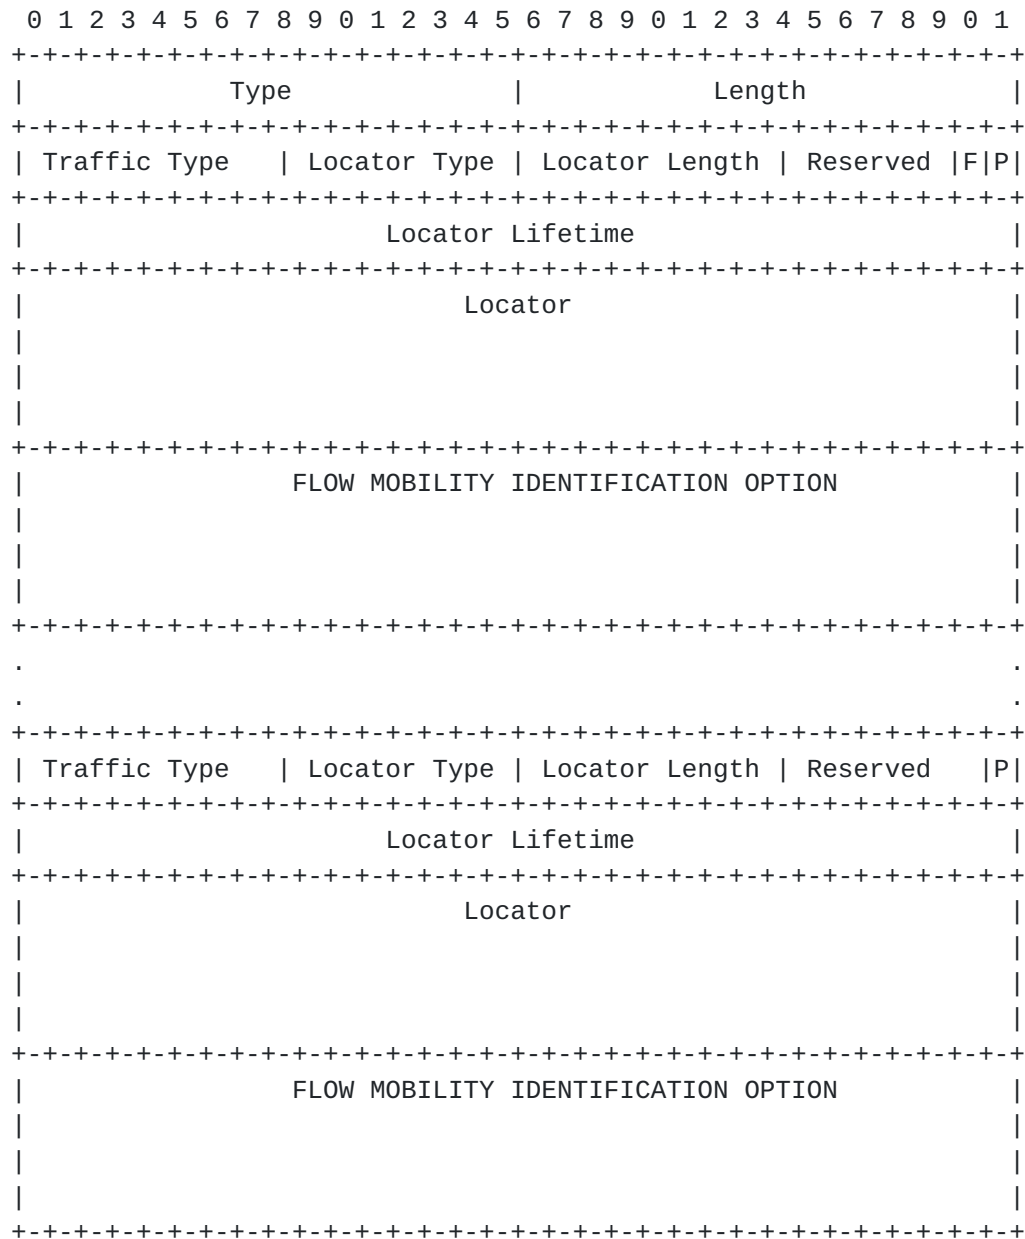 0 1 2 3 4 5 6 7 8 9 0 1 2 3 4 5 6 7 8 9 0 1 2 3 4 5 6 7 8 9 0 1
+-+-+-+-+-+-+-+-+-+-+-+-+-+-+-+-+-+-+-+-+-+-+-+-+-+-+-+-+-+-+-+-+
|             Type              |            Length             |
+-+-+-+-+-+-+-+-+-+-+-+-+-+-+-+-+-+-+-+-+-+-+-+-+-+-+-+-+-+-+-+-+
| Traffic Type   | Locator Type | Locator Length | Reserved |F|P|
+-+-+-+-+-+-+-+-+-+-+-+-+-+-+-+-+-+-+-+-+-+-+-+-+-+-+-+-+-+-+-+-+
|                       Locator Lifetime                        |
+-+-+-+-+-+-+-+-+-+-+-+-+-+-+-+-+-+-+-+-+-+-+-+-+-+-+-+-+-+-+-+-+
|                            Locator                            |
|                                                               |
|                                                               |
|                                                               |
+-+-+-+-+-+-+-+-+-+-+-+-+-+-+-+-+-+-+-+-+-+-+-+-+-+-+-+-+-+-+-+-+
|                 FLOW MOBILITY IDENTIFICATION OPTION           |
|                                                               |
|                                                               |
|                                                               |
+-+-+-+-+-+-+-+-+-+-+-+-+-+-+-+-+-+-+-+-+-+-+-+-+-+-+-+-+-+-+-+-+
.                                                               .
.                                                               .
+-+-+-+-+-+-+-+-+-+-+-+-+-+-+-+-+-+-+-+-+-+-+-+-+-+-+-+-+-+-+-+-+
| Traffic Type   | Locator Type | Locator Length | Reserved   |P|
+-+-+-+-+-+-+-+-+-+-+-+-+-+-+-+-+-+-+-+-+-+-+-+-+-+-+-+-+-+-+-+-+
|                       Locator Lifetime                        |
+-+-+-+-+-+-+-+-+-+-+-+-+-+-+-+-+-+-+-+-+-+-+-+-+-+-+-+-+-+-+-+-+
|                            Locator                            |
|                                                               |
|                                                               |
|                                                               |
+-+-+-+-+-+-+-+-+-+-+-+-+-+-+-+-+-+-+-+-+-+-+-+-+-+-+-+-+-+-+-+-+
|                 FLOW MOBILITY IDENTIFICATION OPTION           |
|                                                               |
|                                                               |
|                                                               |
+-+-+-+-+-+-+-+-+-+-+-+-+-+-+-+-+-+-+-+-+-+-+-+-+-+-+-+-+-+-+-+-+